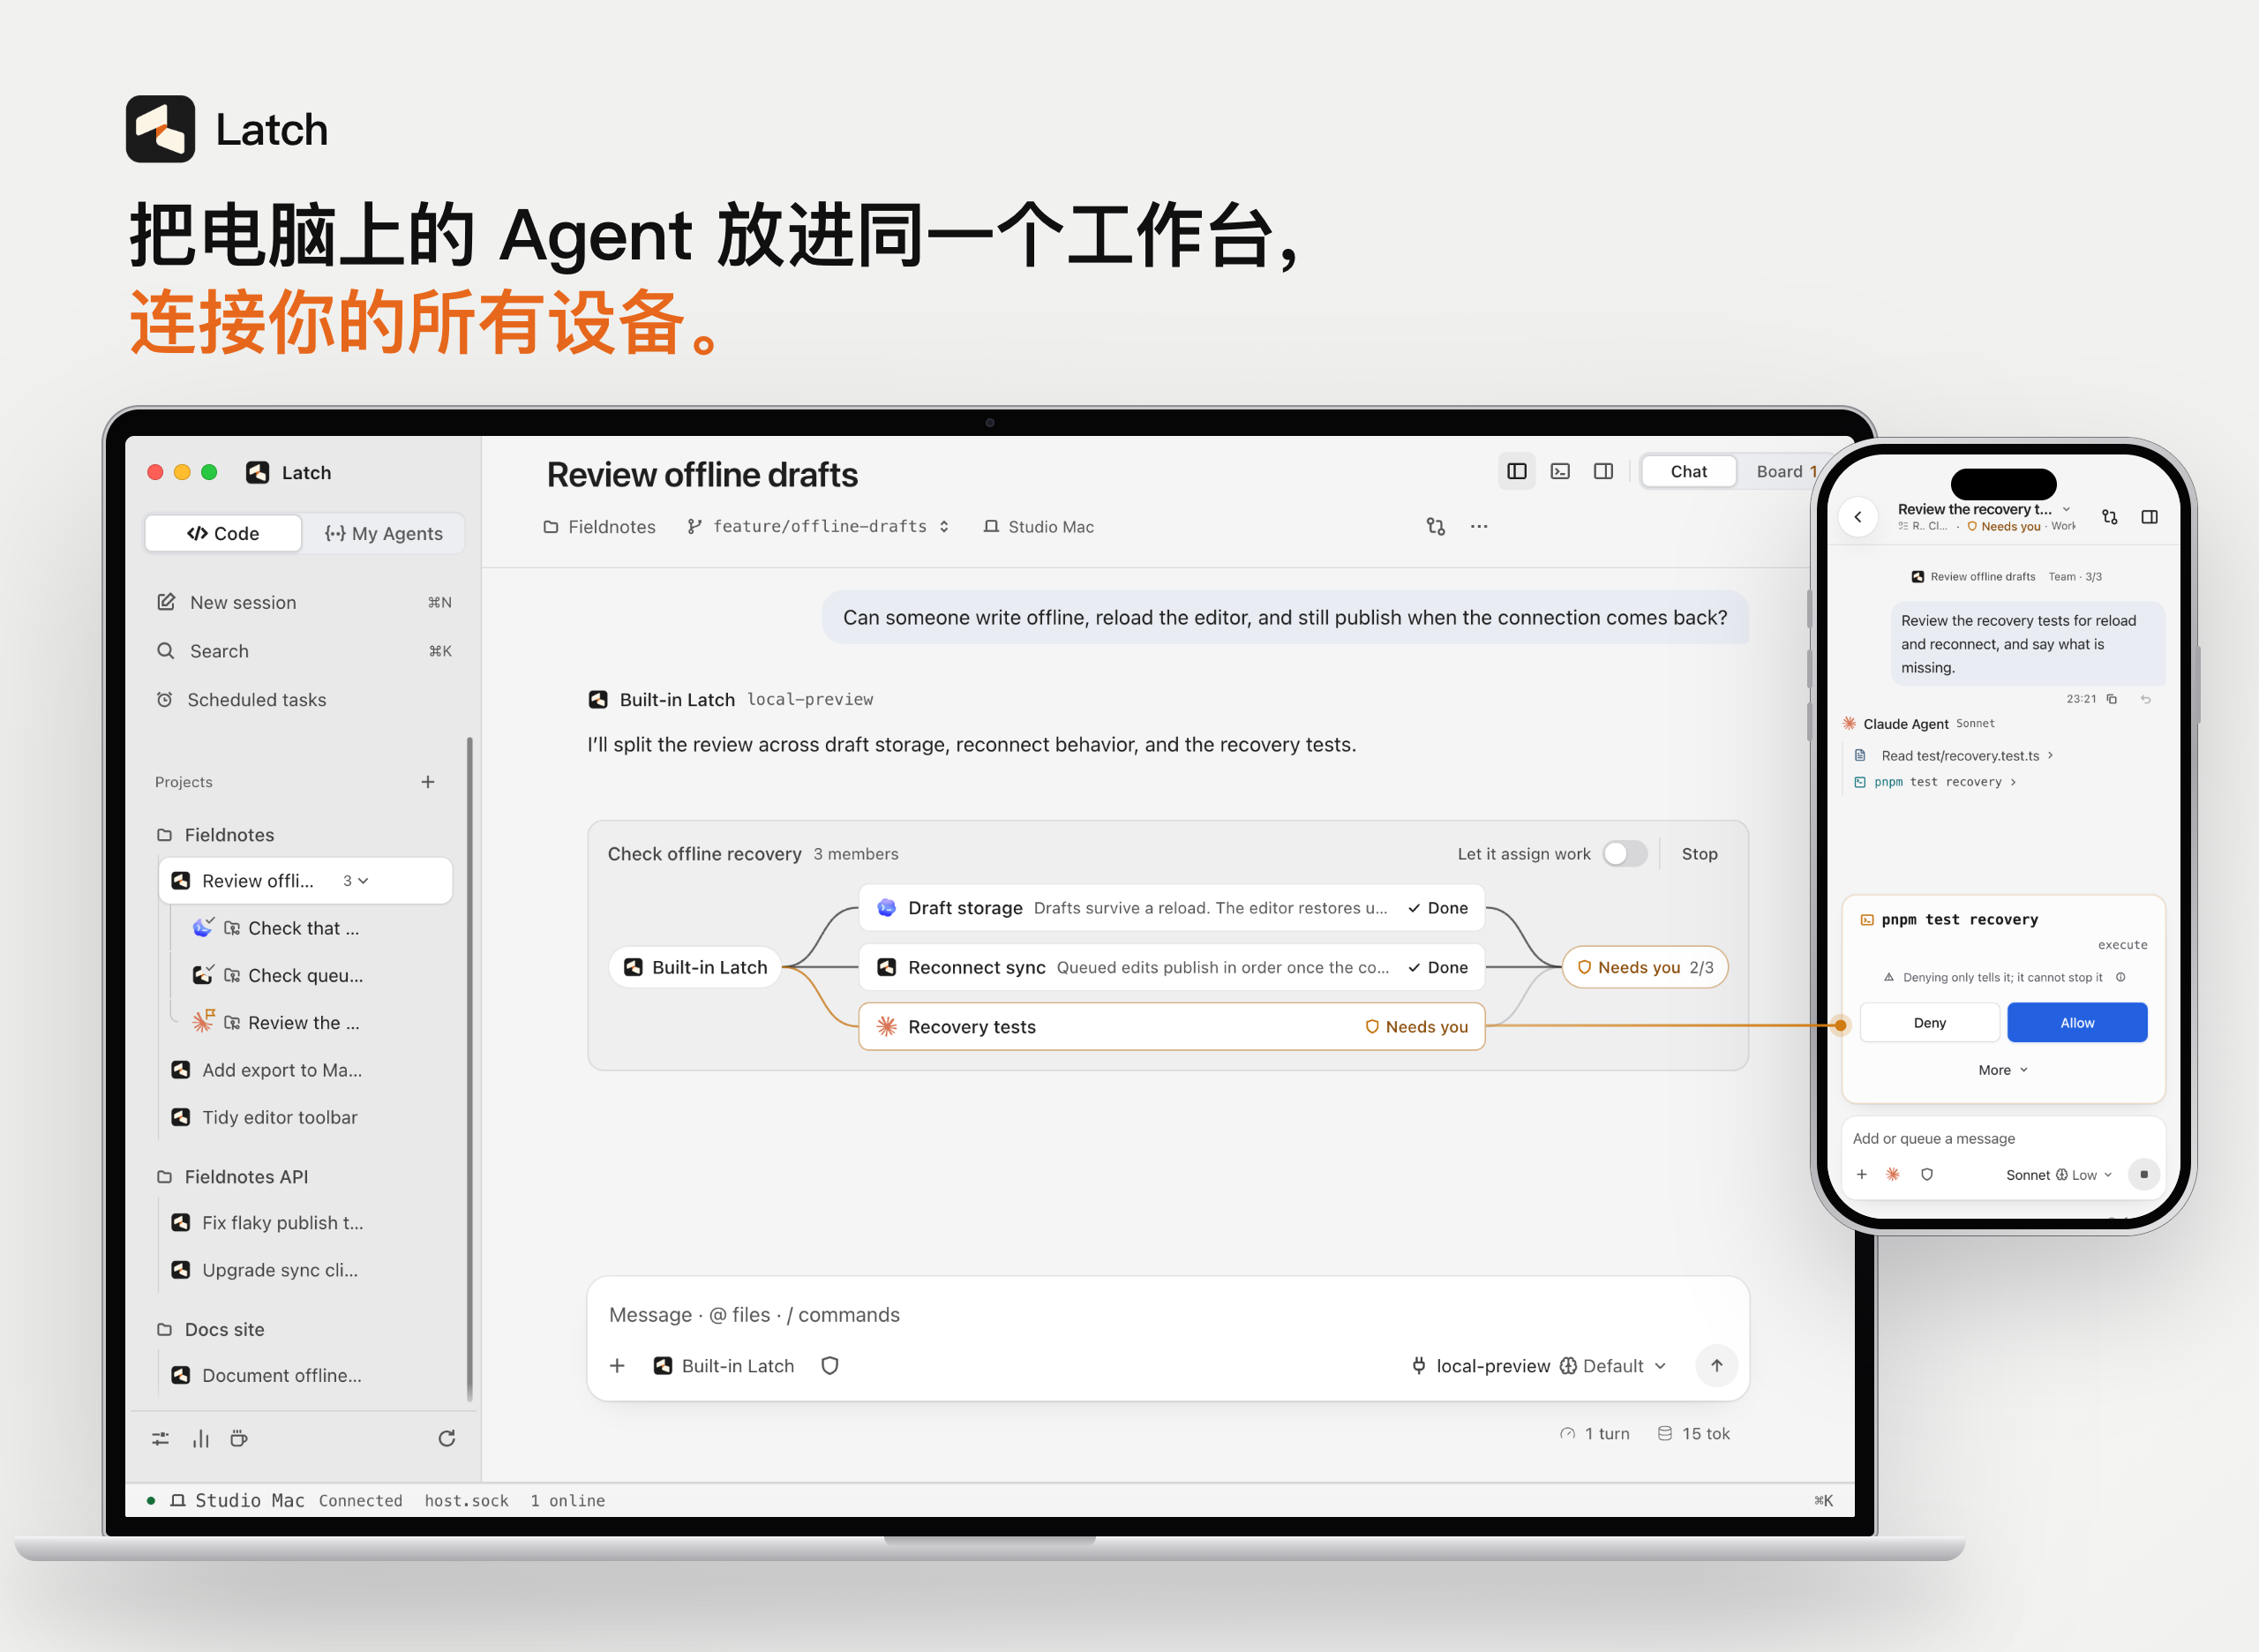 Latch
把电脑上的 Agent 放进同一个工作台，
连接你的所有设备。
Latch
Code
My Agents
New session ⌘N
Search ⌘K
Scheduled tasks
Projects
Fieldnotes
Review offli... 3
Check that ...
Check queu...
Review the ...
Add export to Ma...
Tidy editor toolbar
Fieldnotes API
Fix flaky publish t...
Upgrade sync cli...
Docs site
Document offline...
Review offline drafts
Chat
Board 1
Fieldnotes feature/offline-drafts Studio Mac
Can someone write offline, reload the editor, and still publish when the connection comes back?
Built-in Latch local-preview
I'll split the review across draft storage, reconnect behavior, and the recovery tests.
Check offline recovery 3 members
Let it assign work
Stop
Built-in Latch
Draft storage Drafts survive a reload. The editor restores u... Done
Reconnect sync Queued edits publish in order once the co... Done
Recovery tests Needs you
Needs you 2/3
Message · @ files · / commands
Built-in Latch
local-preview Default
1 turn 15 tok
Studio Mac Connected host.sock 1 online ⌘K
Review the recovery t...
R.. Cl... · Needs you · Work
Review offline drafts Team · 3/3
Review the recovery tests for reload
and reconnect, and say what is
missing.
23:21
Claude Agent Sonnet
Read test/recovery.test.ts
pnpm test recovery
pnpm test recovery
execute
Denying only tells it; it cannot stop it
Deny
Allow
More
Add or queue a message
Sonnet Low